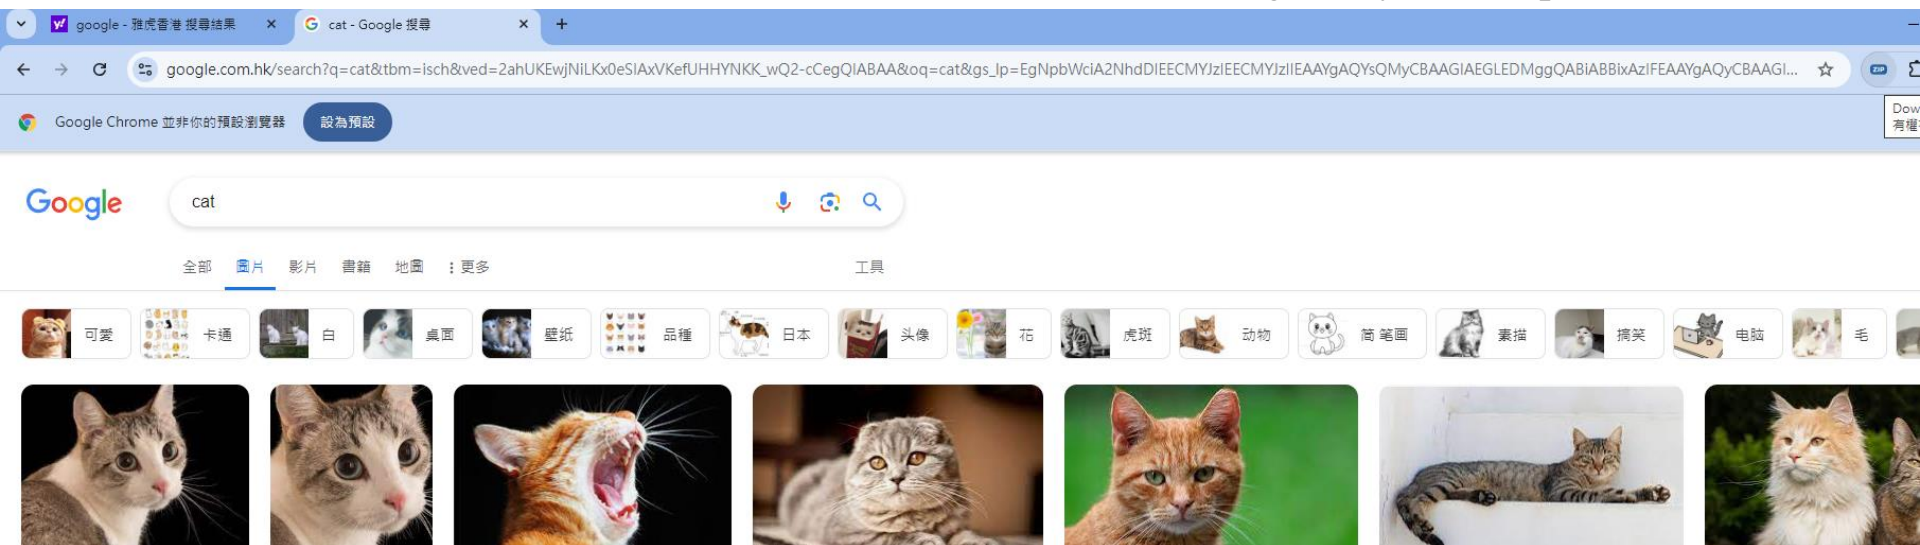 google - 雅虎香港 搜尋結果
cat - Google 搜尋
google.com.hk/search?q=cat&tbm=isch&ved=2ahUKEwjNiLKx0eSIAxVKefUHHYNKK_wQ2-cCegQIABAA&oq=cat&gs_lp=EgNpbWciA2NhdDIEECMYJzIEECMYJzIIEAAYgAQYsQMyCBAAGIAEGLEDMggQABiABBixAzIFEAAYgAQyCBAAGI...
ZIP
Google Chrome 並非你的預設瀏覽器
設為預設
Dow
有權
Google
cat
全部 圖片 影片 書籍 地圖 更多 工具
可愛 卡通 白 桌面 壁紙 品種 日本 头像 花 虎斑 动物 简 笔画 素描 搞笑 电脑 毛